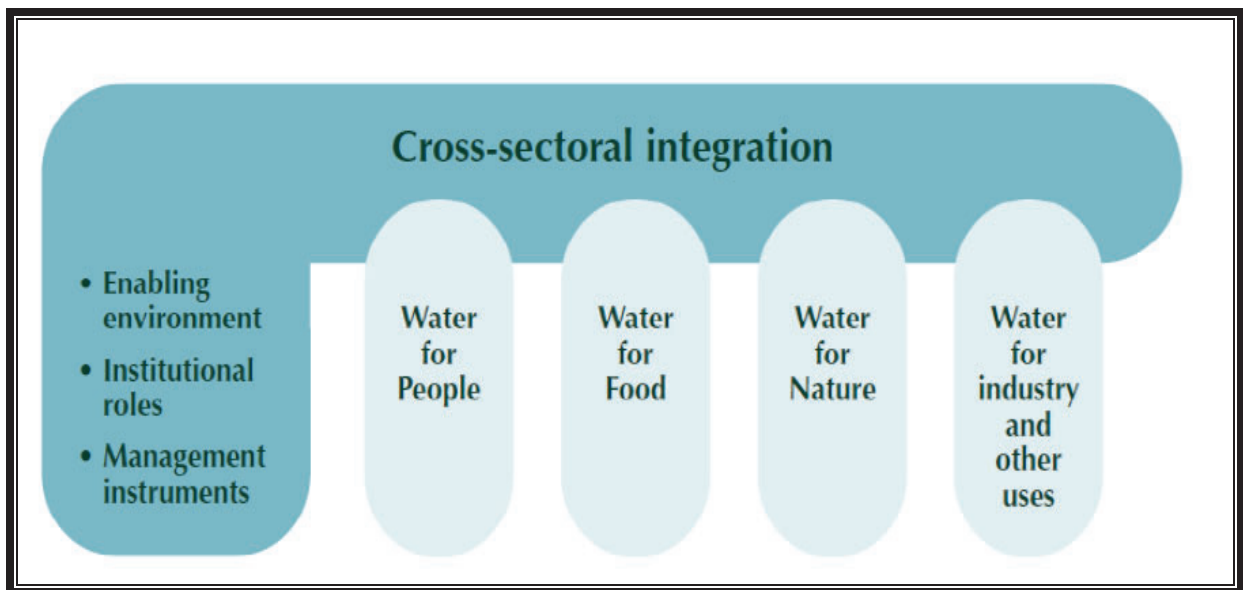 Cross-sectoral integration
• Enabling
environment
• Institutional
roles
• Management
instruments
Water
for
People
Water
for
Food
Water
for
Nature
Water
for
industry
and
other
uses